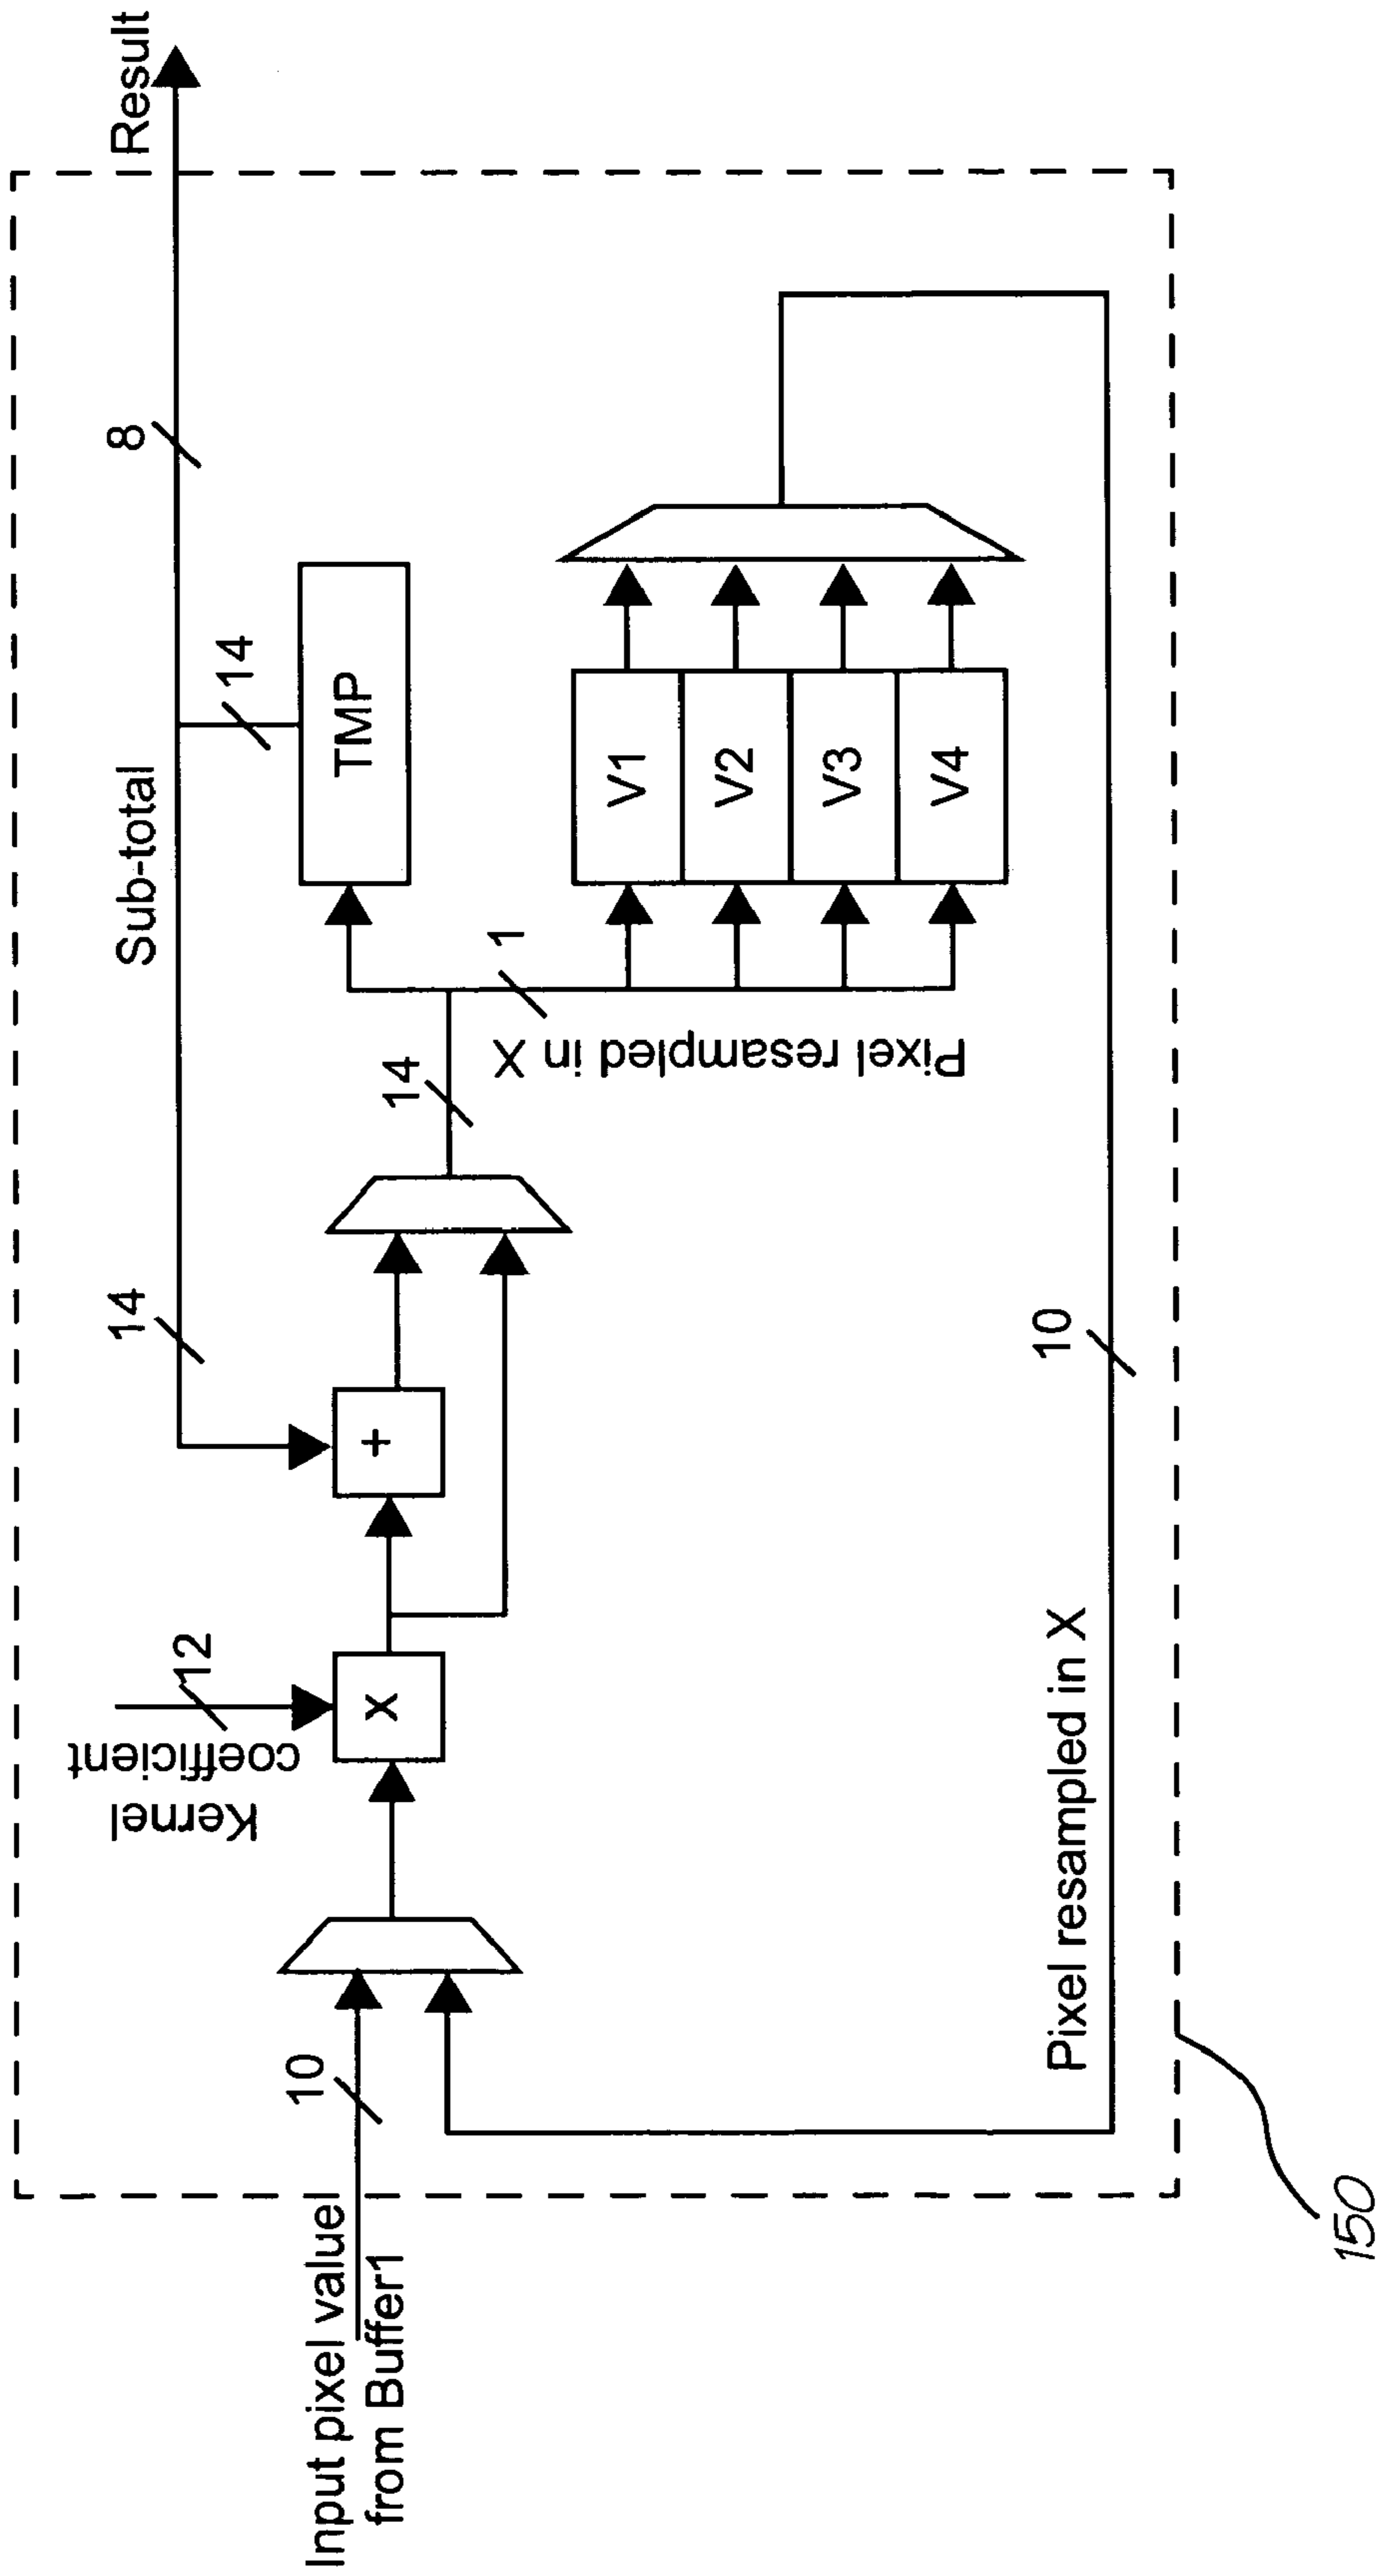 Result
8
Sub-total
14
TMP
14
12
Kernel
coefficient
X
+
14
1
Pixel resampled in X
V1
V2
V3
V4
Input pixel value
from Buffer1
10
10
Pixel resampled in X
150